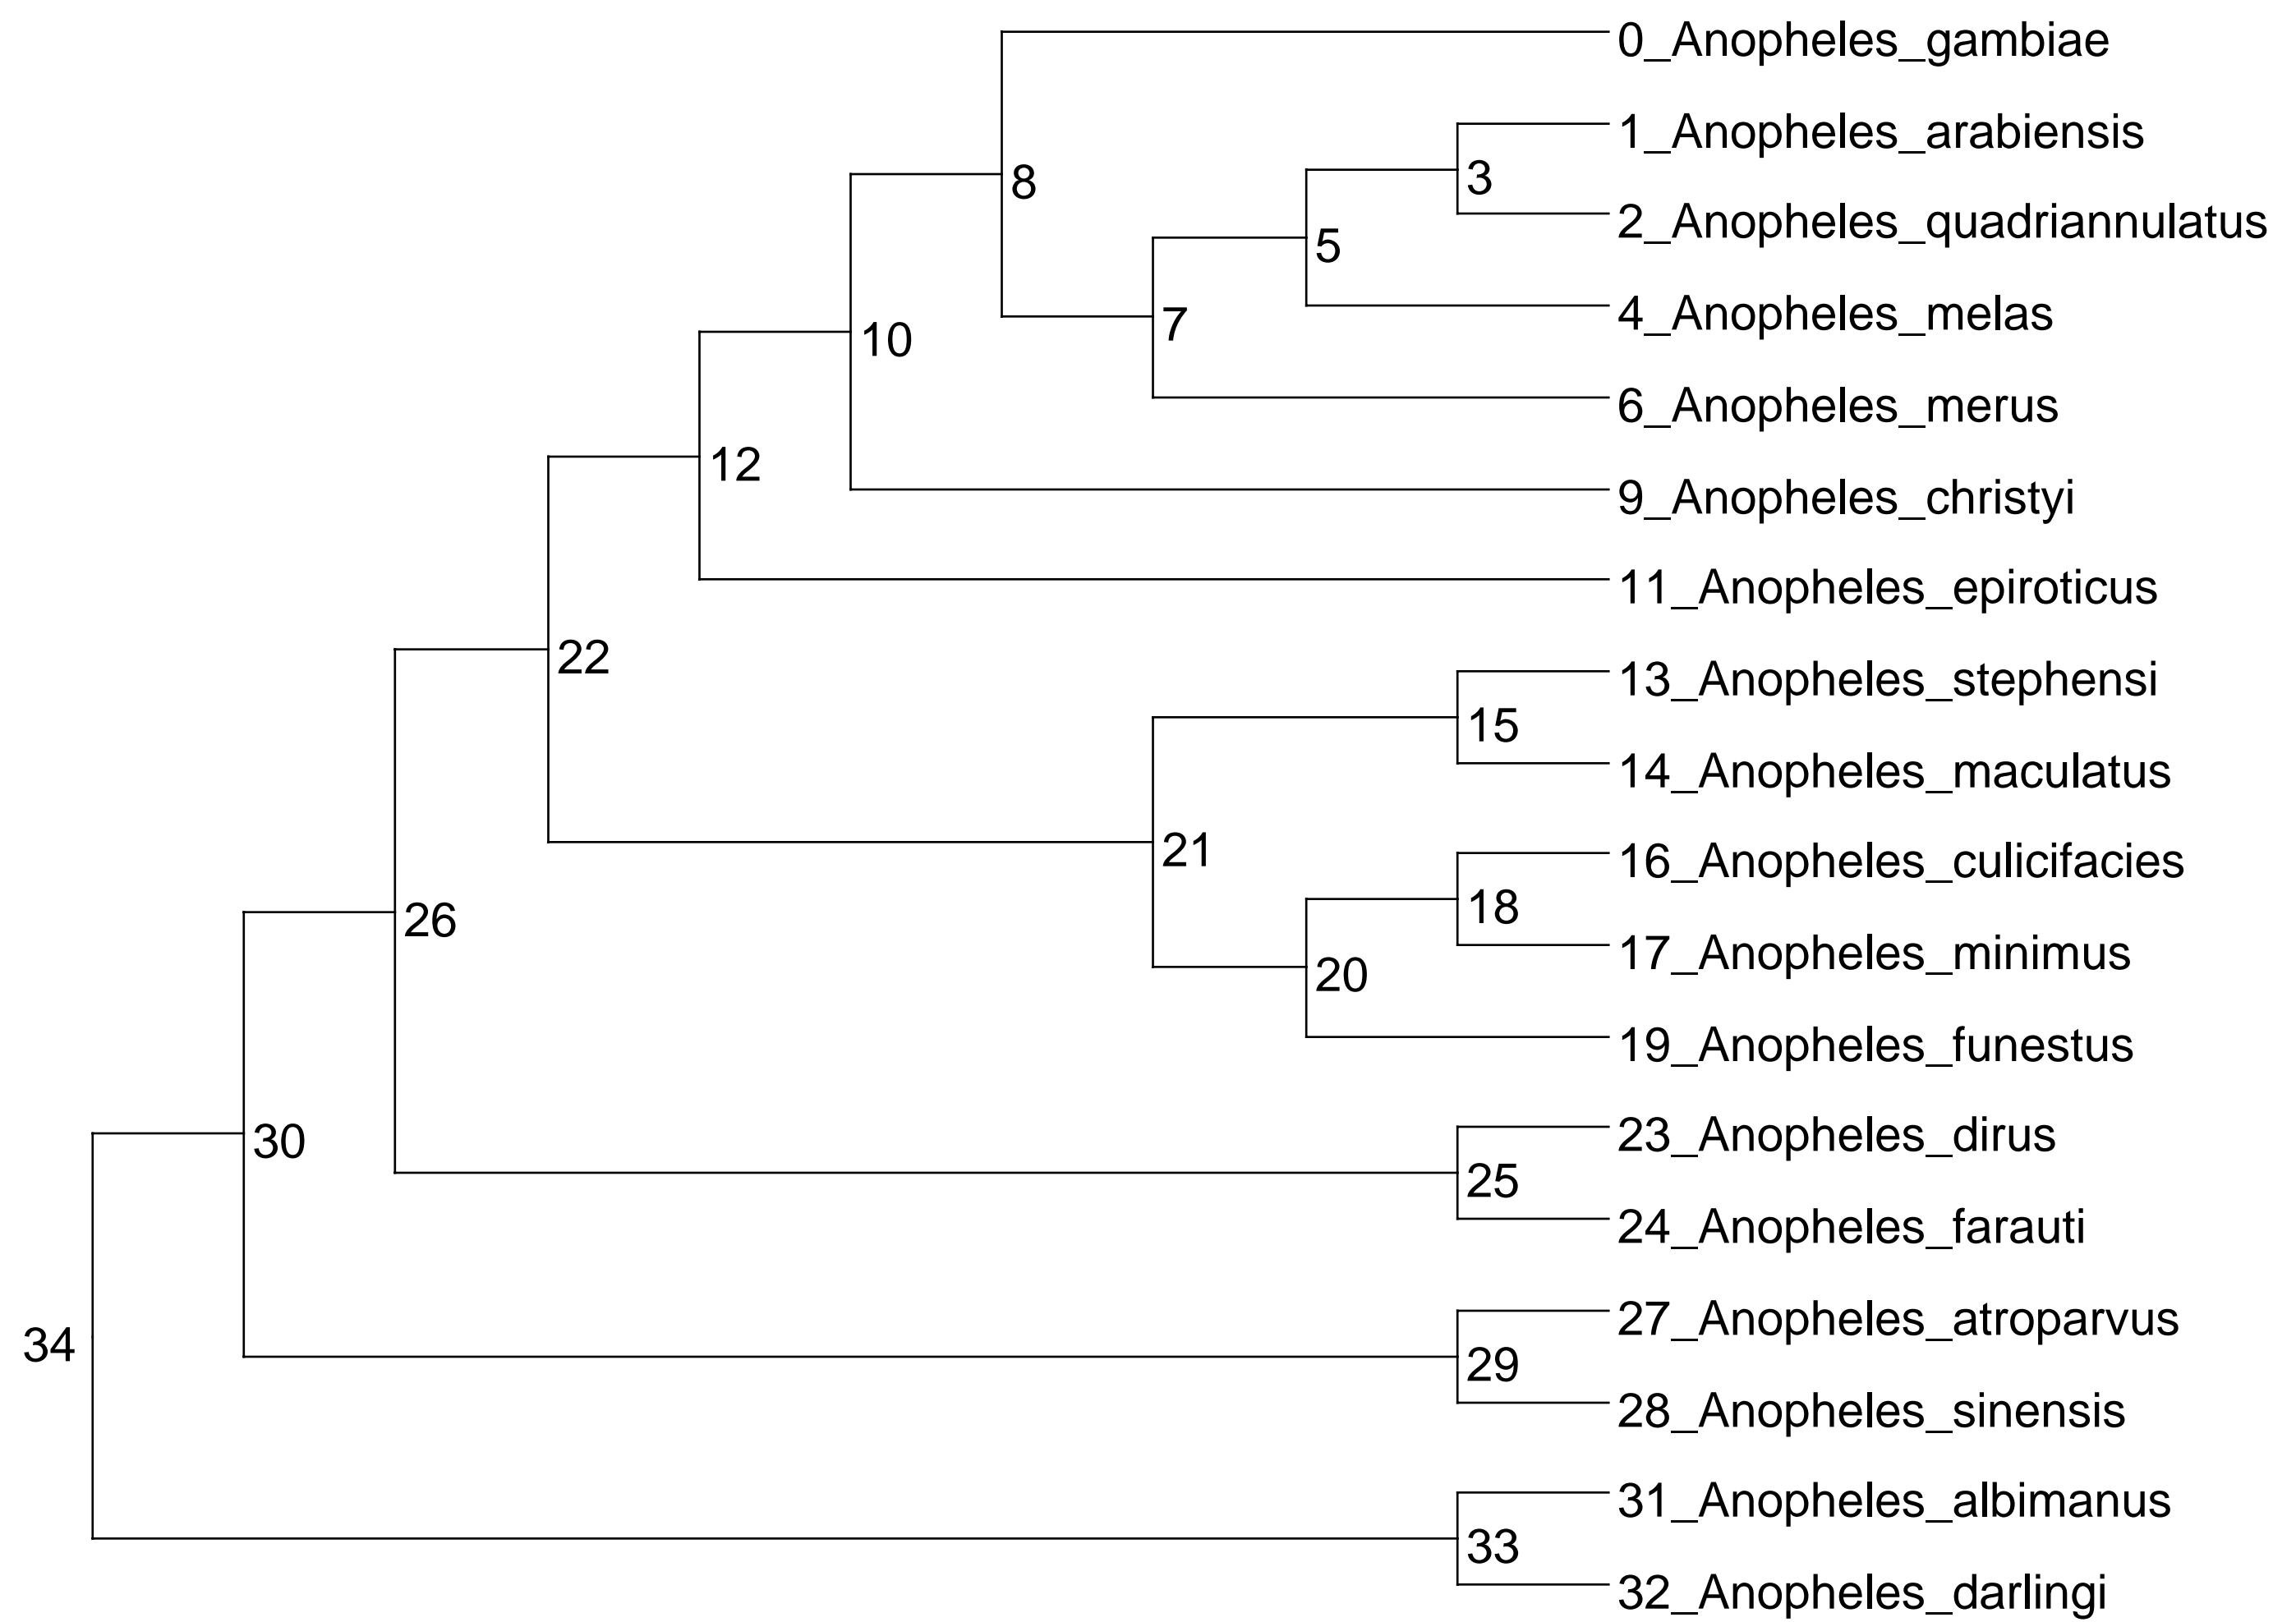 0_Anopheles_gambiae
1_Anopheles_arabiensis
8
3
2_Anopheles_quadriannulatus
5
4_Anopheles_melas
7
10
6_Anopheles_merus
12
9_Anopheles_christyi
11_Anopheles_epiroticus
22
13_Anopheles_stephensi
15
14_Anopheles_maculatus
21
16_Anopheles_culicifacies
18
26
17_Anopheles_minimus
20
19_Anopheles_funestus
30
23_Anopheles_dirus
25
24_Anopheles_farauti
27_Anopheles_atroparvus
34
29
28_Anopheles_sinensis
31_Anopheles_albimanus
33
32_Anopheles_darlingi